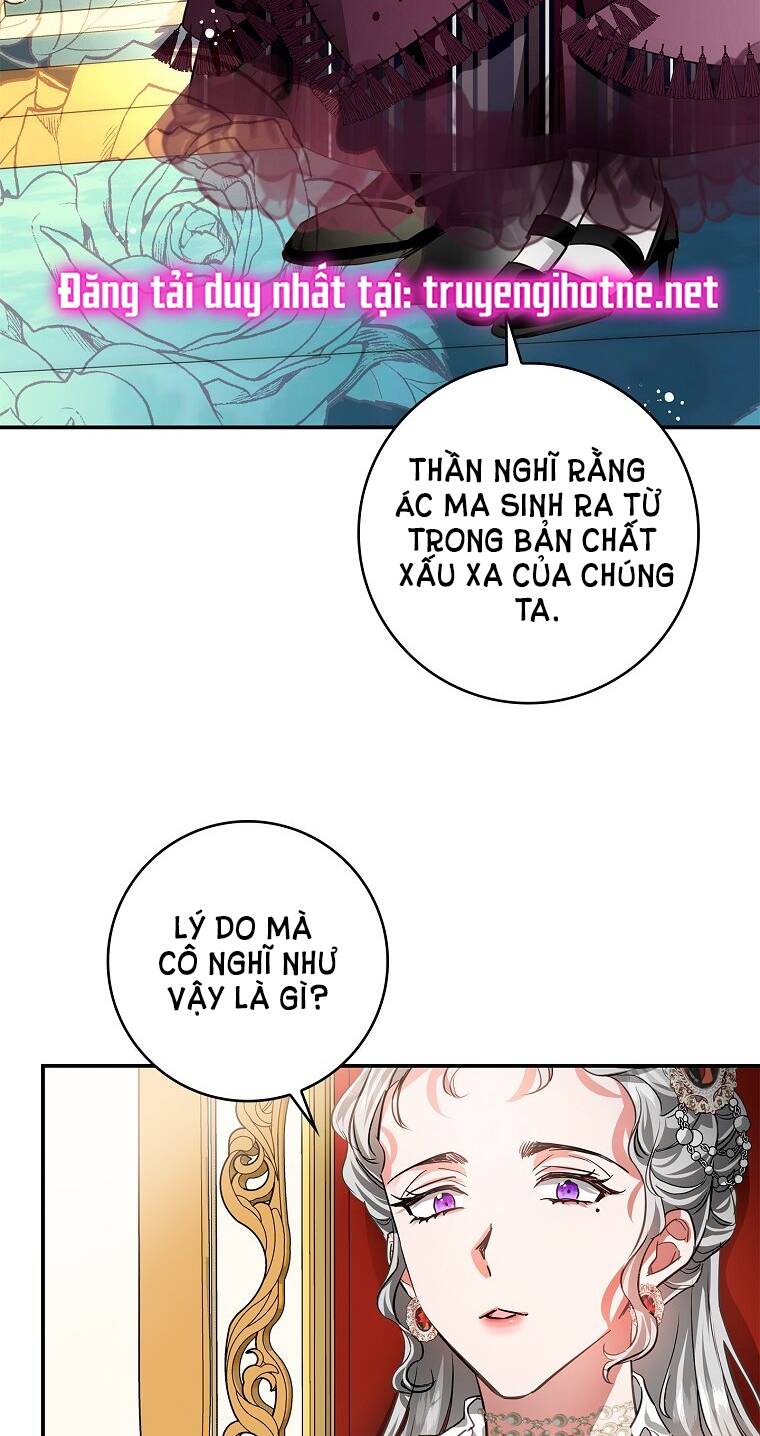 Đăng tải duy nhất tại: truyengihotne.net
THẦN NGHĨ RẰNG
ÁC MA SINH RA TỪ
TRONG BẢN CHẤT
XẤU XA CỦA CHÚNG
TA.
LÝ DO MÀ
CÔ NGHĨ NHƯ
VẬY LÀ GÌ?